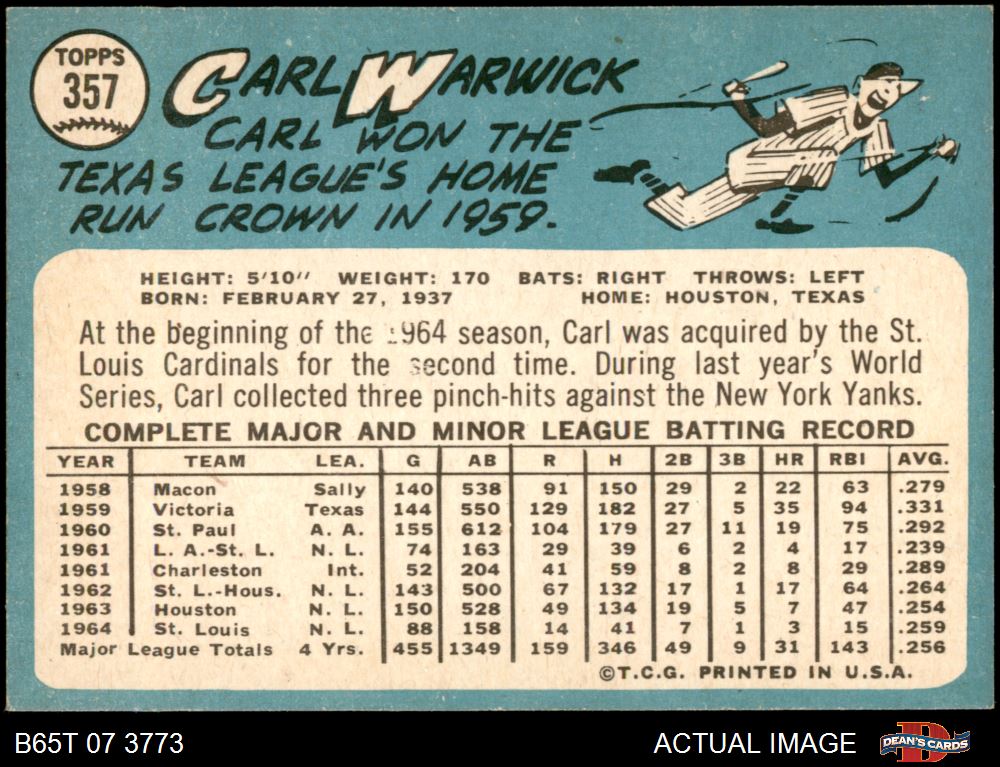 TOPPS
357
CARL WARWICK
CARL WON THE
TEXAS LEAGUE'S HOME
RUN CROWN IN 1959.
HEIGHT: 5'10" WEIGHT: 170 BATS: RIGHT THROWS: LEFT
BORN: FEBRUARY 27, 1937 HOME: HOUSTON, TEXAS
At the beginning of the 1964 season, Carl was acquired by the St.
Louis Cardinals for the second time. During last year's World
Series, Carl collected three pinch-hits against the New York Yanks.
COMPLETE MAJOR AND MINOR LEAGUE BATTING RECORD
YEAR TEAM LEA. G AB R H 2B 3B HR RBI AVG.
1958 Macon Sally 140 538 91 150 29 2 22 63 .279
1959 Victoria Texas 144 550 129 182 27 5 35 94 .331
1960 St. Paul A. A. 155 612 104 179 27 11 19 75 .292
1961 L. A.-St. L. N. L. 74 163 29 39 6 2 4 17 .239
1961 Charleston Int. 52 204 41 59 8 2 8 29 .289
1962 St. L.-Hous. N. L. 143 500 67 132 17 1 17 64 .264
1963 Houston N. L. 150 528 49 134 19 5 7 47 .254
1964 St. Louis N. L. 88 158 14 41 7 1 3 15 .259
Major League Totals 4 Yrs. 455 1349 159 346 49 9 31 143 .256
©T.C.G. PRINTED IN U.S.A.
B65T 07 3773 ACTUAL IMAGE D DEAN'S CARDS